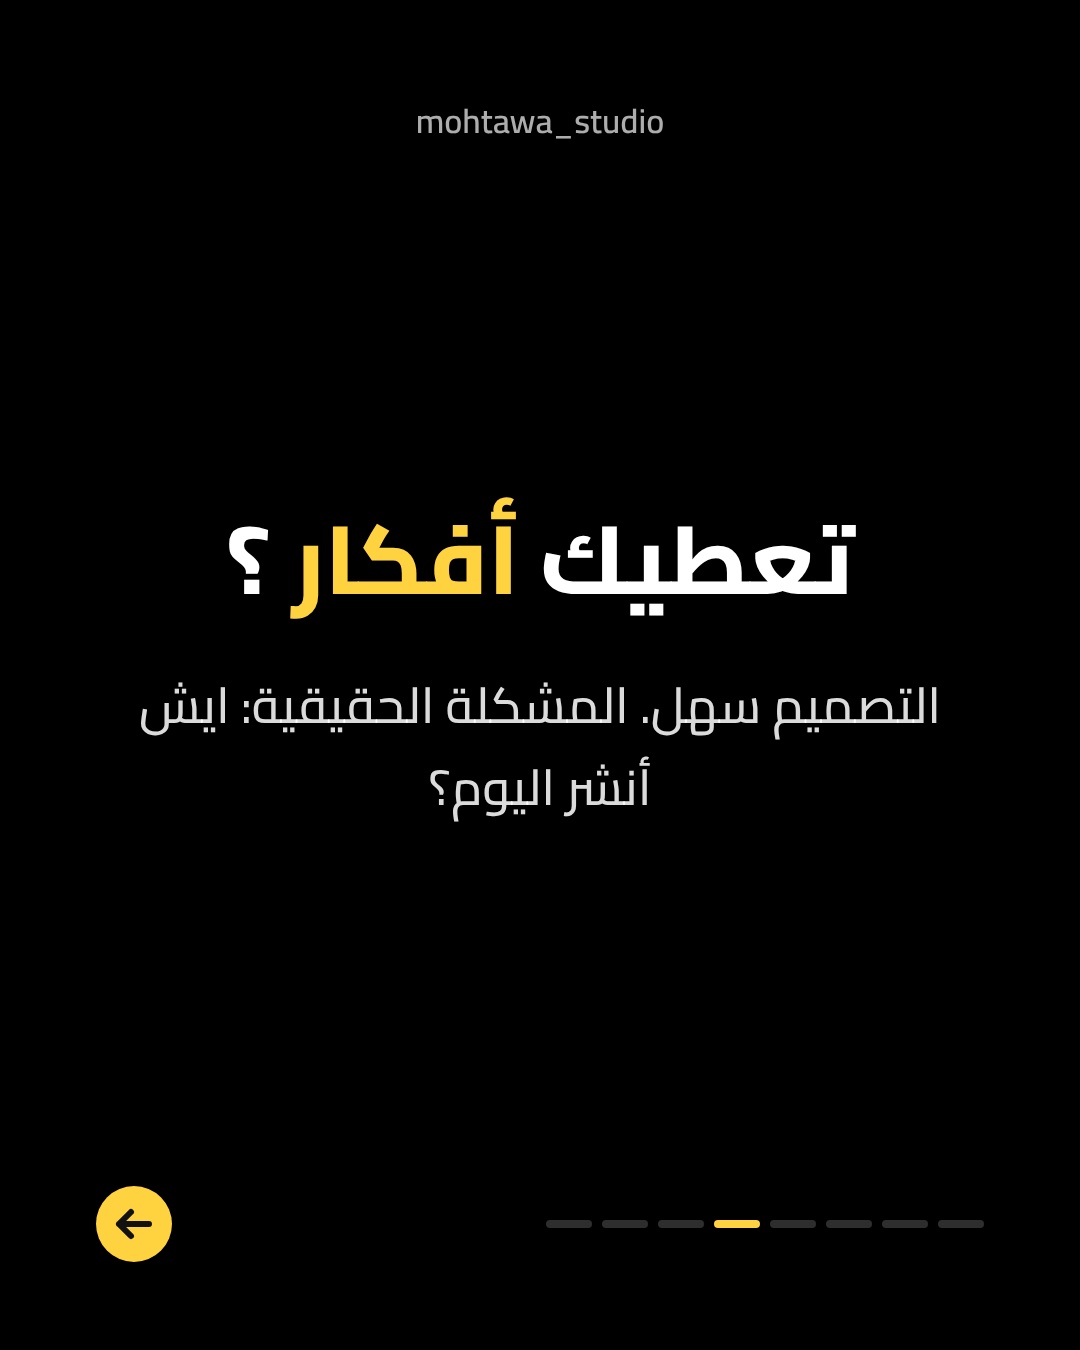 mohtawa_studio
تعطيك أفكار ؟
التصميم سهل. المشكلة الحقيقية: ايش
أنشر اليوم؟